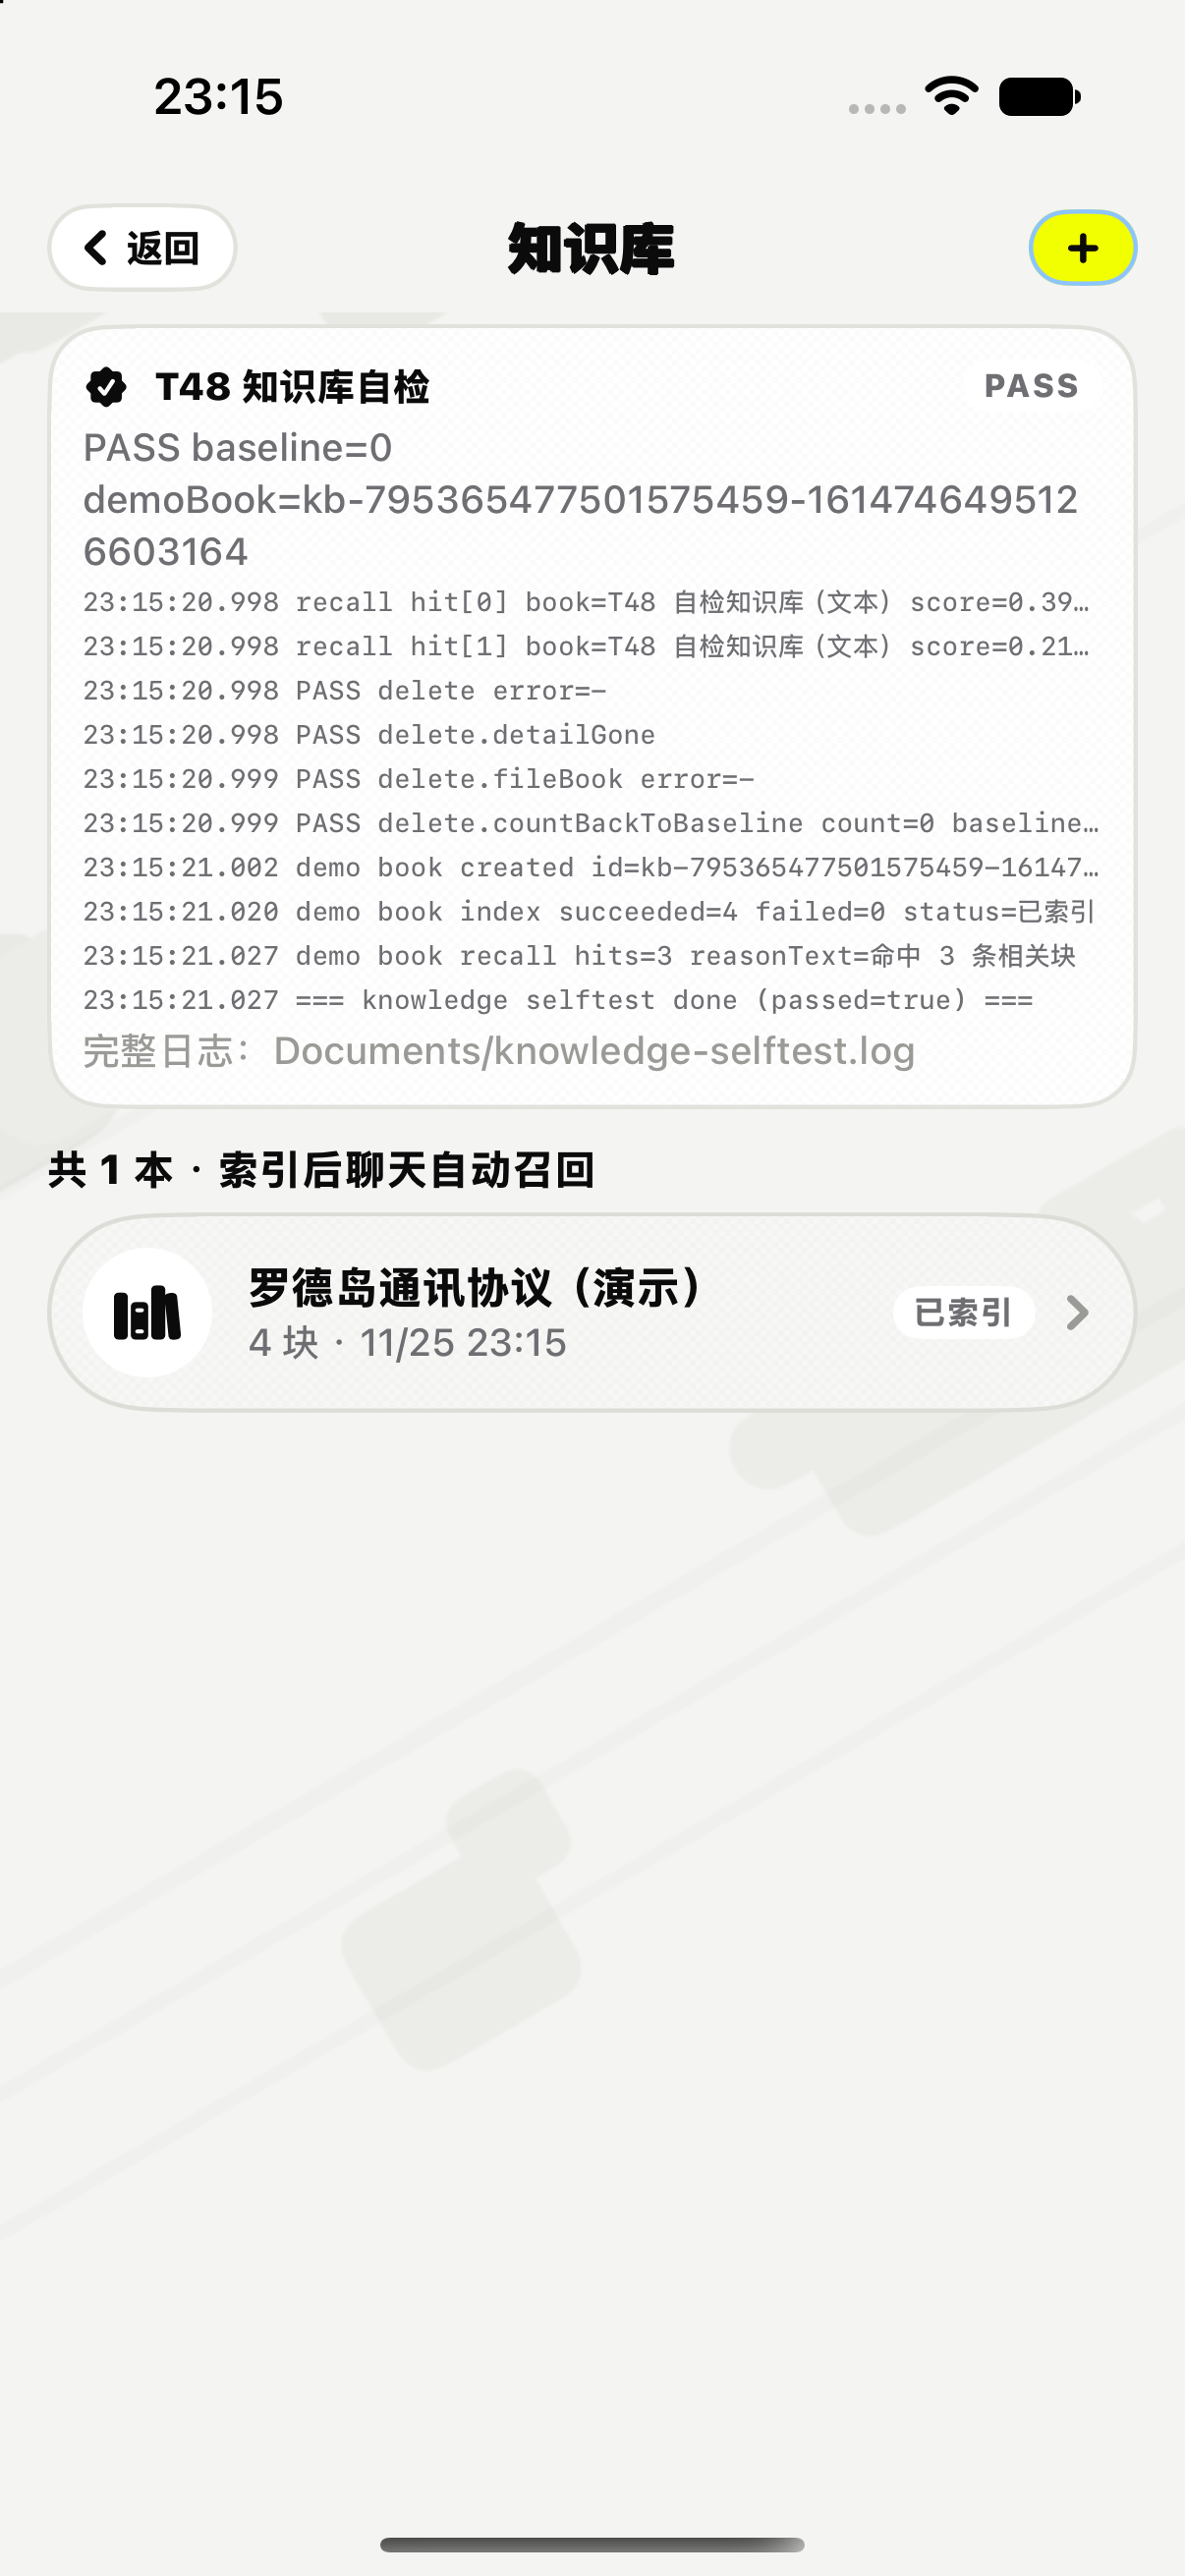 23:15
返回
知识库
+
T48 知识库自检
PASS
PASS baseline=0
demoBook=kb-7953654777501575459-161474649512
6603164
23:15:20.998 recall hit[0] book=T48 自检知识库（文本） score=0.39…
23:15:20.998 recall hit[1] book=T48 自检知识库（文本） score=0.21…
23:15:20.998 PASS delete error=—
23:15:20.998 PASS delete.detailGone
23:15:20.999 PASS delete.fileBook error=—
23:15:20.999 PASS delete.countBackToBaseline count=0 baseline…
23:15:21.002 demo book created id=kb-7953654777501575459-16147…
23:15:21.020 demo book index succeeded=4 failed=0 status=已索引
23:15:21.027 demo book recall hits=3 reasonText=命中 3 条相关块
23:15:21.027 === knowledge selftest done (passed=true) ===
完整日志：Documents/knowledge-selftest.log
共 1 本 · 索引后聊天自动召回
罗德岛通讯协议（演示）
4 块 · 11/25 23:15
已索引